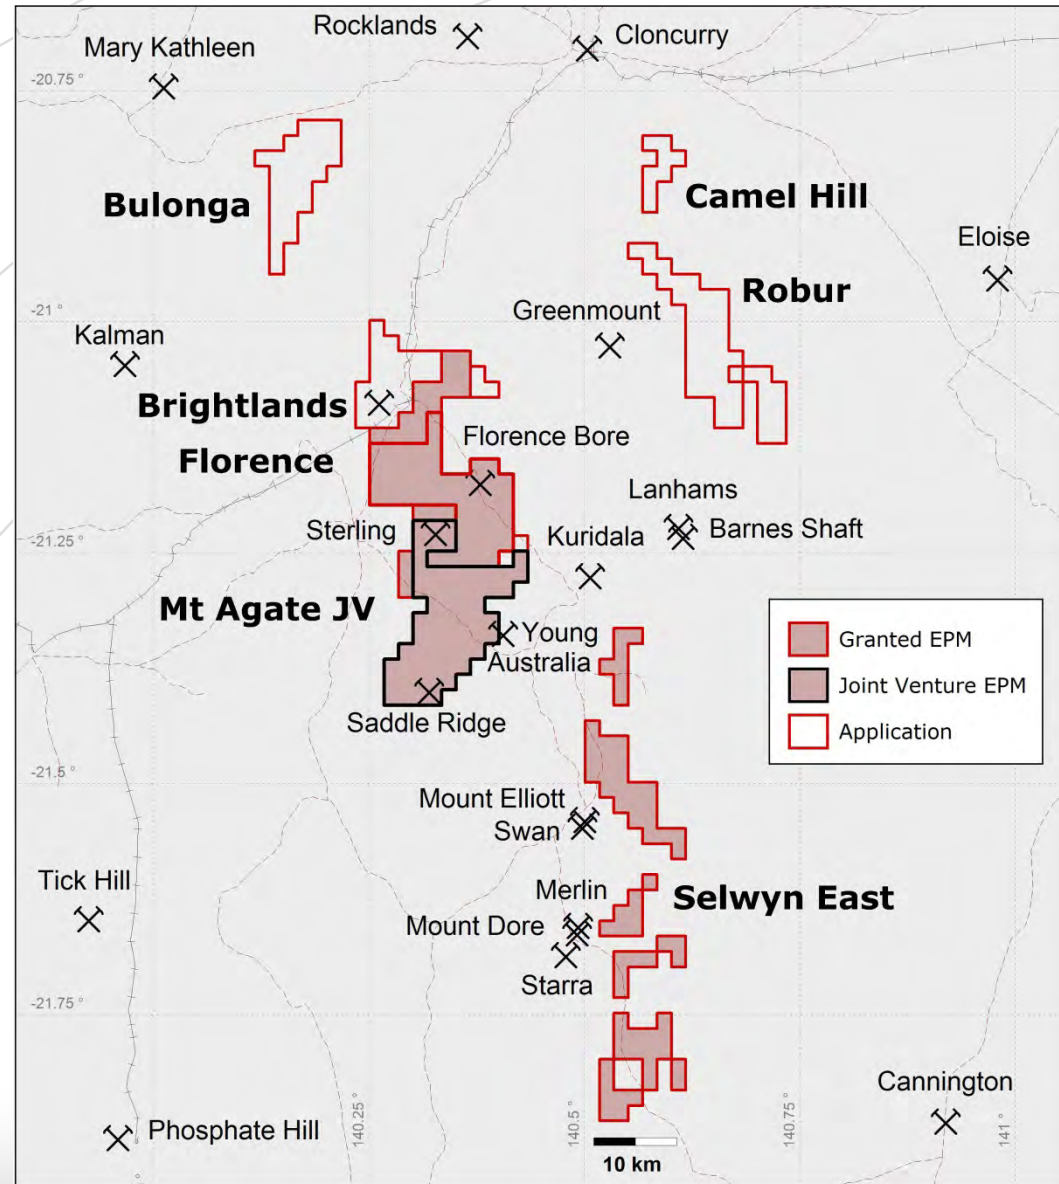 Rocklands
Cloncurry
Mary Kathleen
-20.75 °
Bulonga
Camel Hill
Eloise
Robur
Greenmount
-21 °
Kalman
Brightlands
Florence Bore
Florence
Lanhams
Sterling
Barnes Shaft
Kuridala
-21.25 °
Mt Agate JV
Young
Australia
Granted EPM
Joint Venture EPM
Application
Saddle Ridge
-21.5 °
Mount Elliott
Swan
Tick Hill
Merlin
Selwyn East
Mount Dore
Starra
-21.75 °
Cannington
140.25 °
140.5 °
140.75 °
141 °
Phosphate Hill
10 km